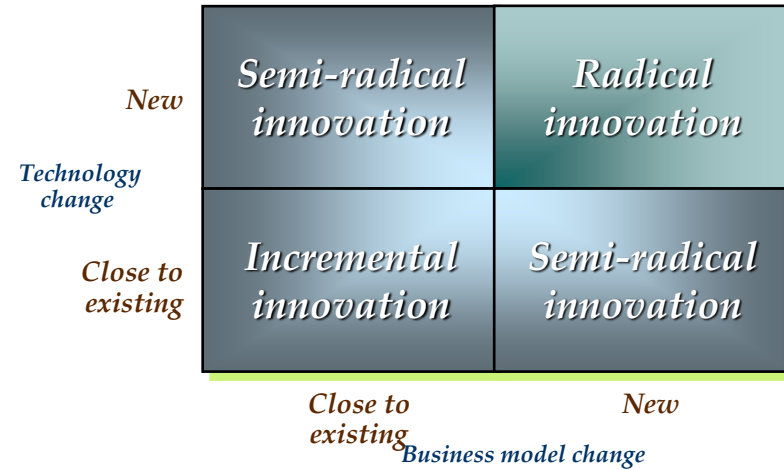 New
Semi-radical
innovation
Radical
innovation
Technology
change
Close to
existing
Incremental
innovation
Semi-radical
innovation
Close to
existing
New
Business model change